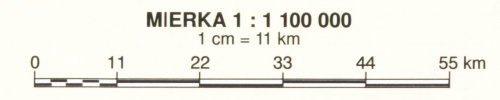 MIERKA 1 : 1 100 000
1 cm = 11 km
0 11 22 33 44 55 km